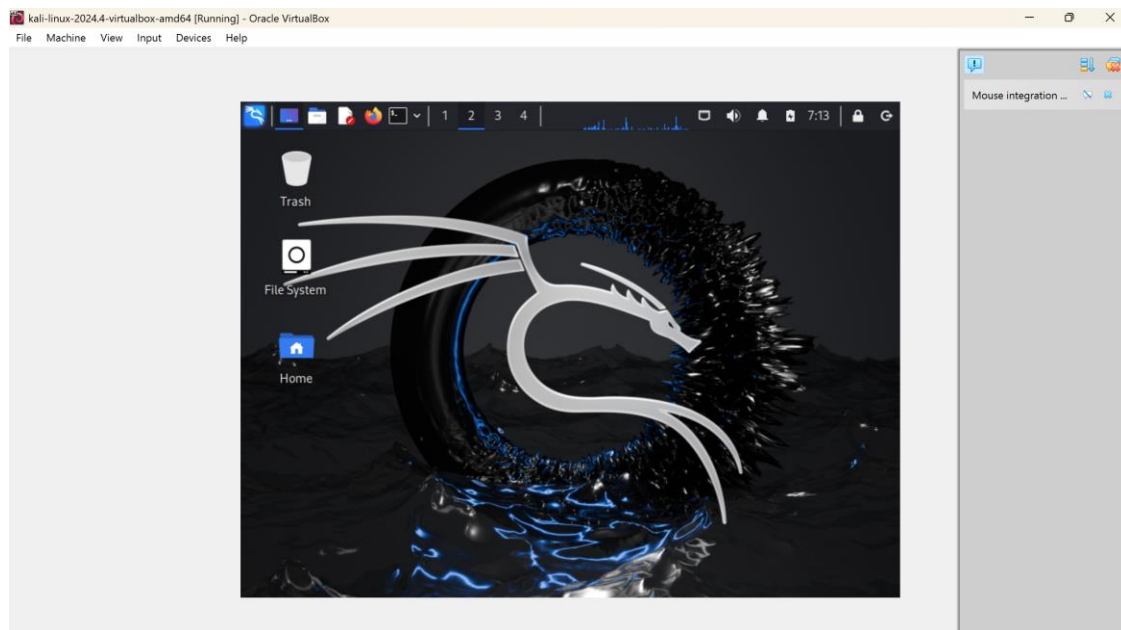 kali-linux-2024.4-virtualbox-amd64 [Running] - Oracle VirtualBox
File Machine View Input Devices Help
Mouse integration ...
1 2 3 4 7:13
Trash
File System
Home